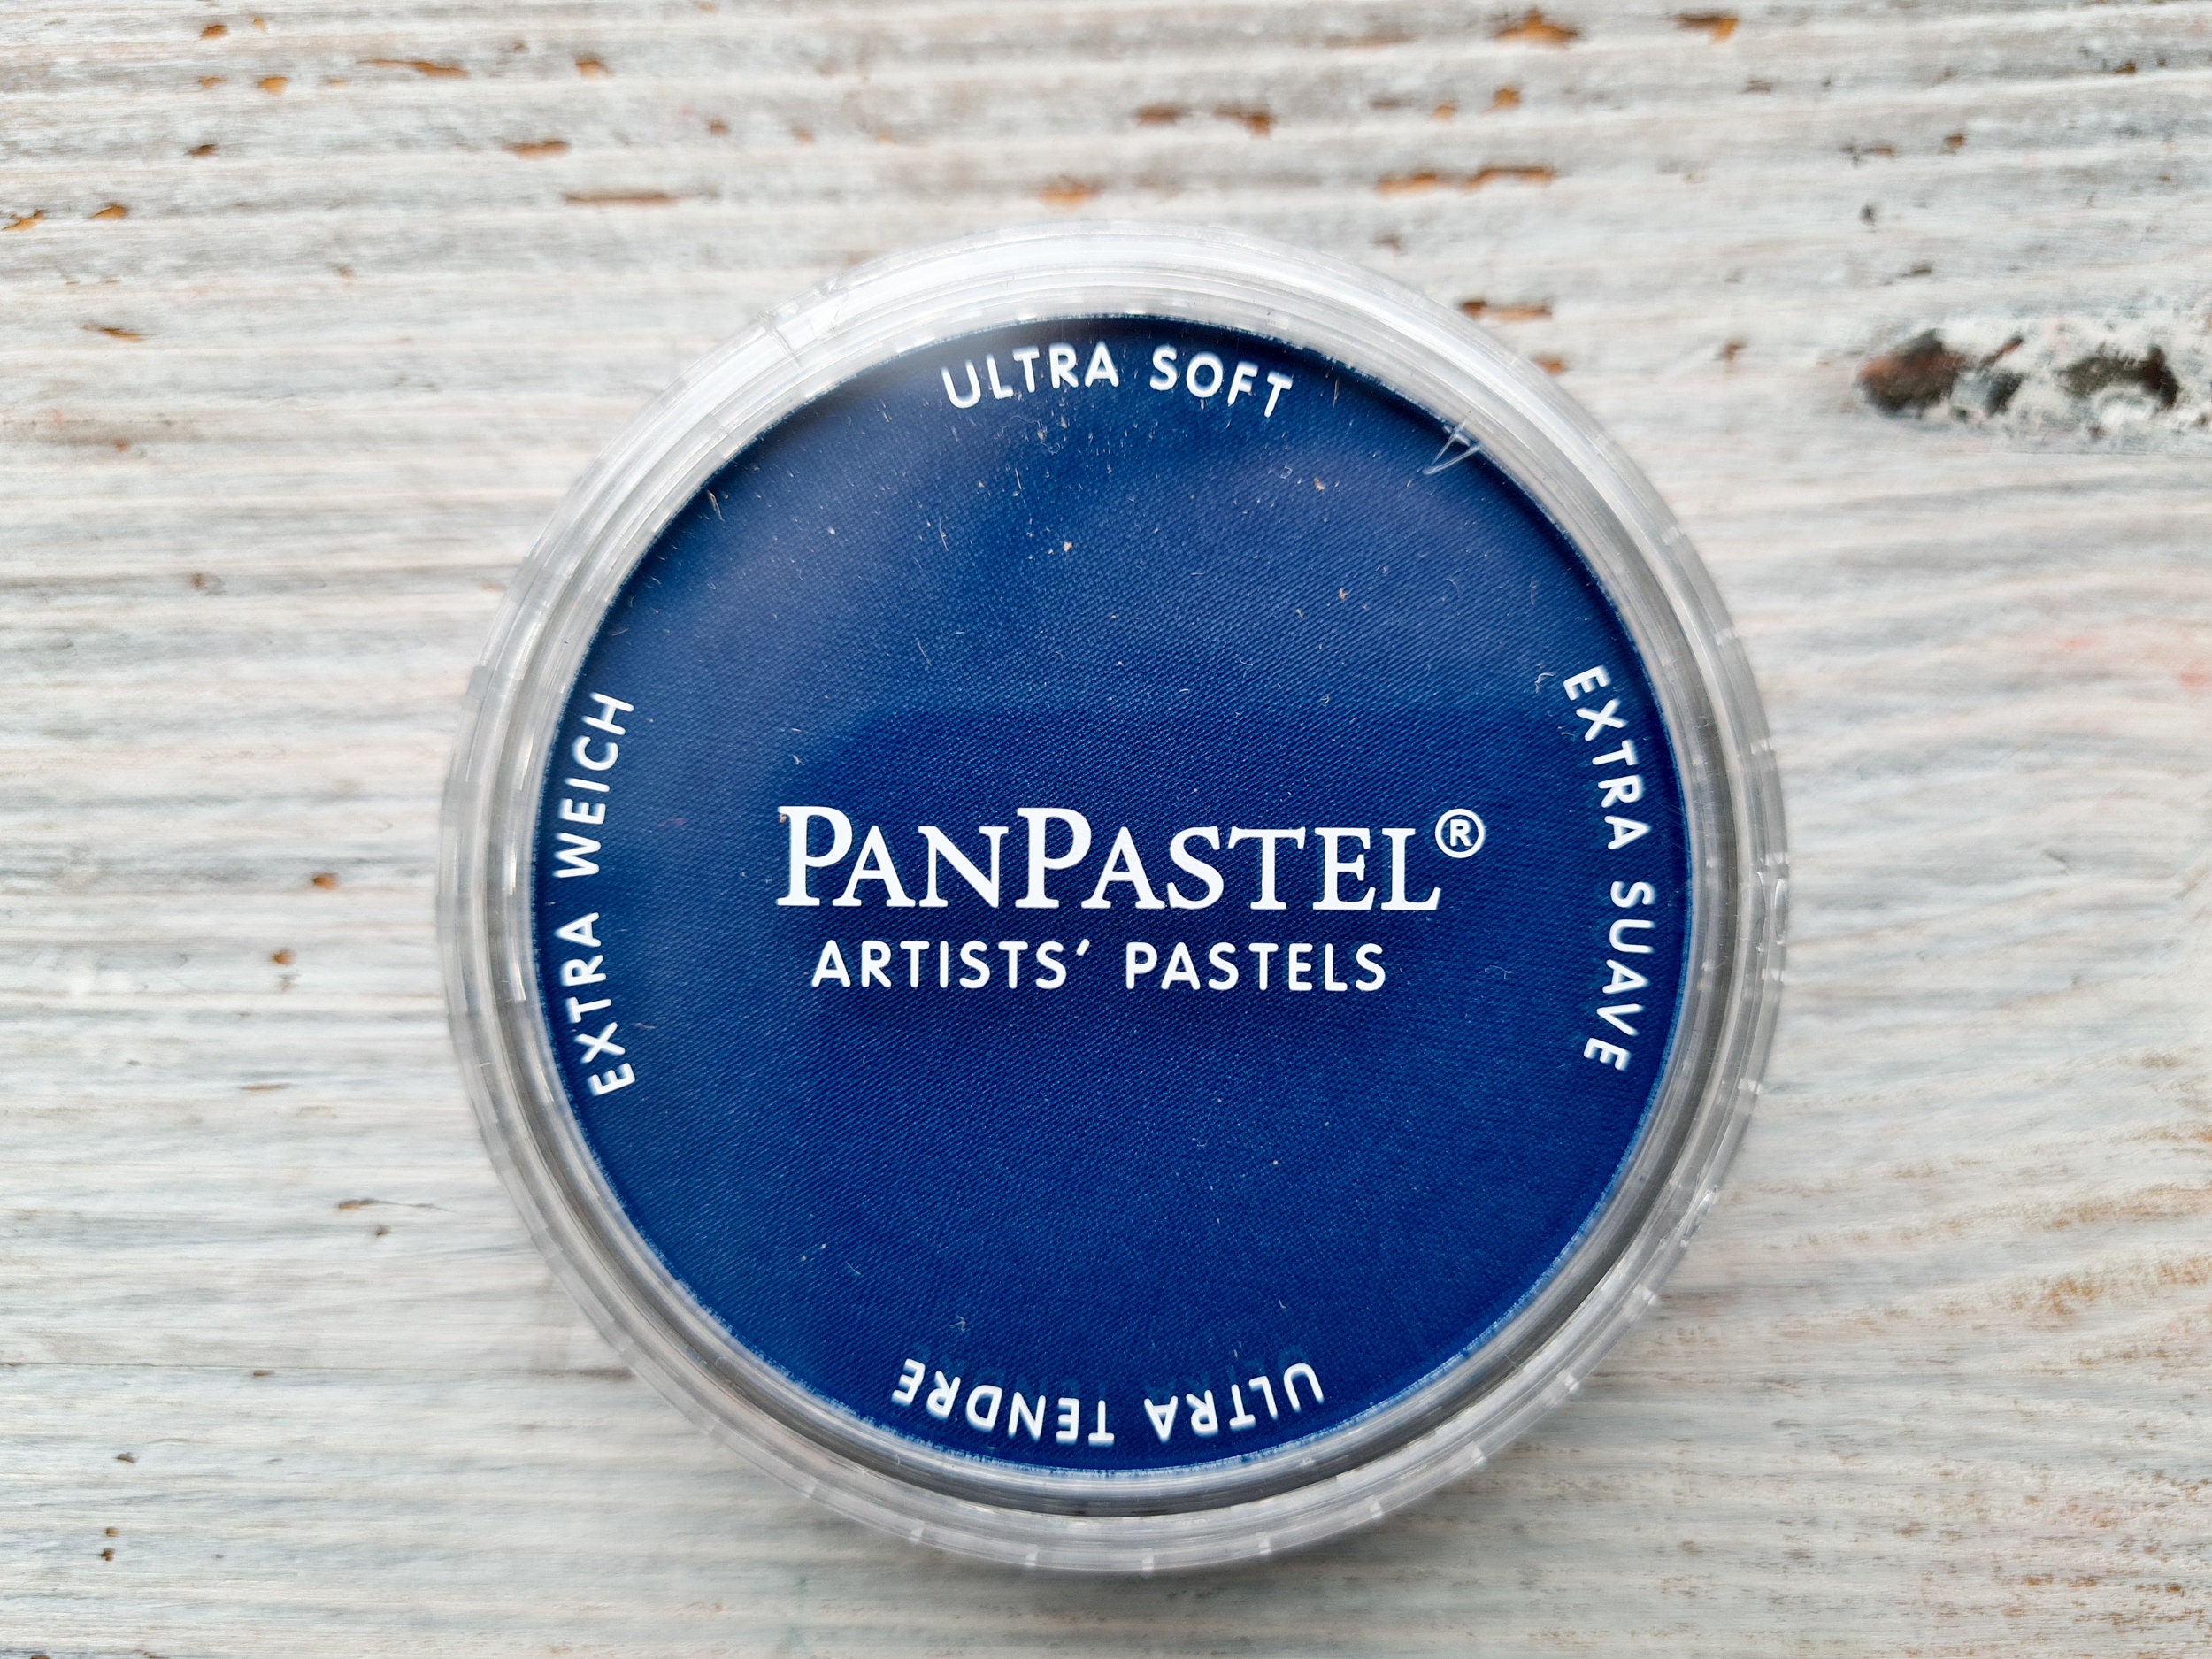 ULTRA SOFT
EXTRA SUAVE
ULTRA TENDRE
EXTRA WEICH
PANPASTEL®
ARTISTS' PASTELS